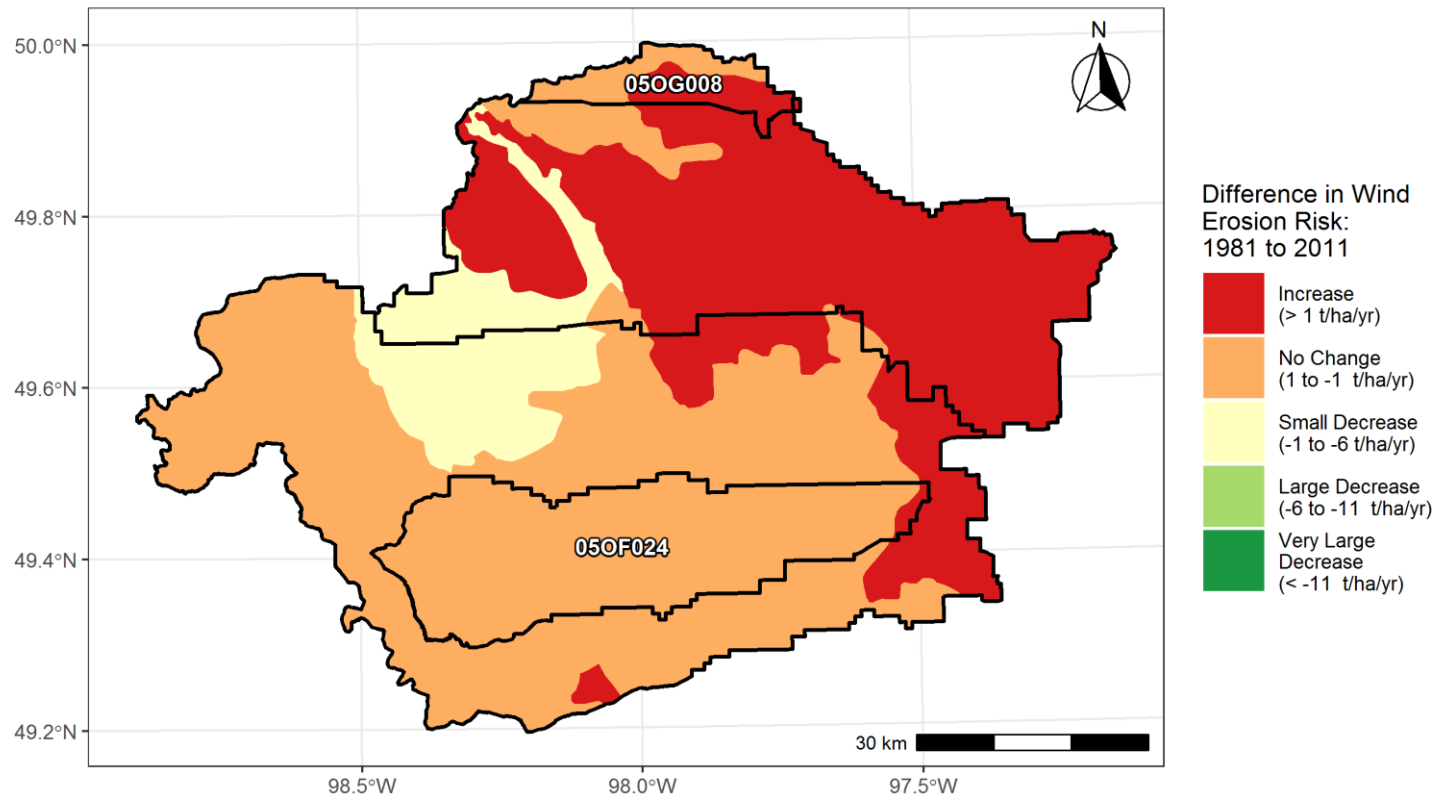 50.0°N
49.8°N
49.6°N
49.4°N
49.2°N
98.5°W
98.0°W
97.5°W
05OG008
05OF024
N
30 km
Difference in Wind
Erosion Risk:
1981 to 2011
Increase
(> 1 t/ha/yr)
No Change
(1 to -1  t/ha/yr)
Small Decrease
(-1 to -6 t/ha/yr)
Large Decrease
(-6 to -11  t/ha/yr)
Very Large
Decrease
(< -11  t/ha/yr)